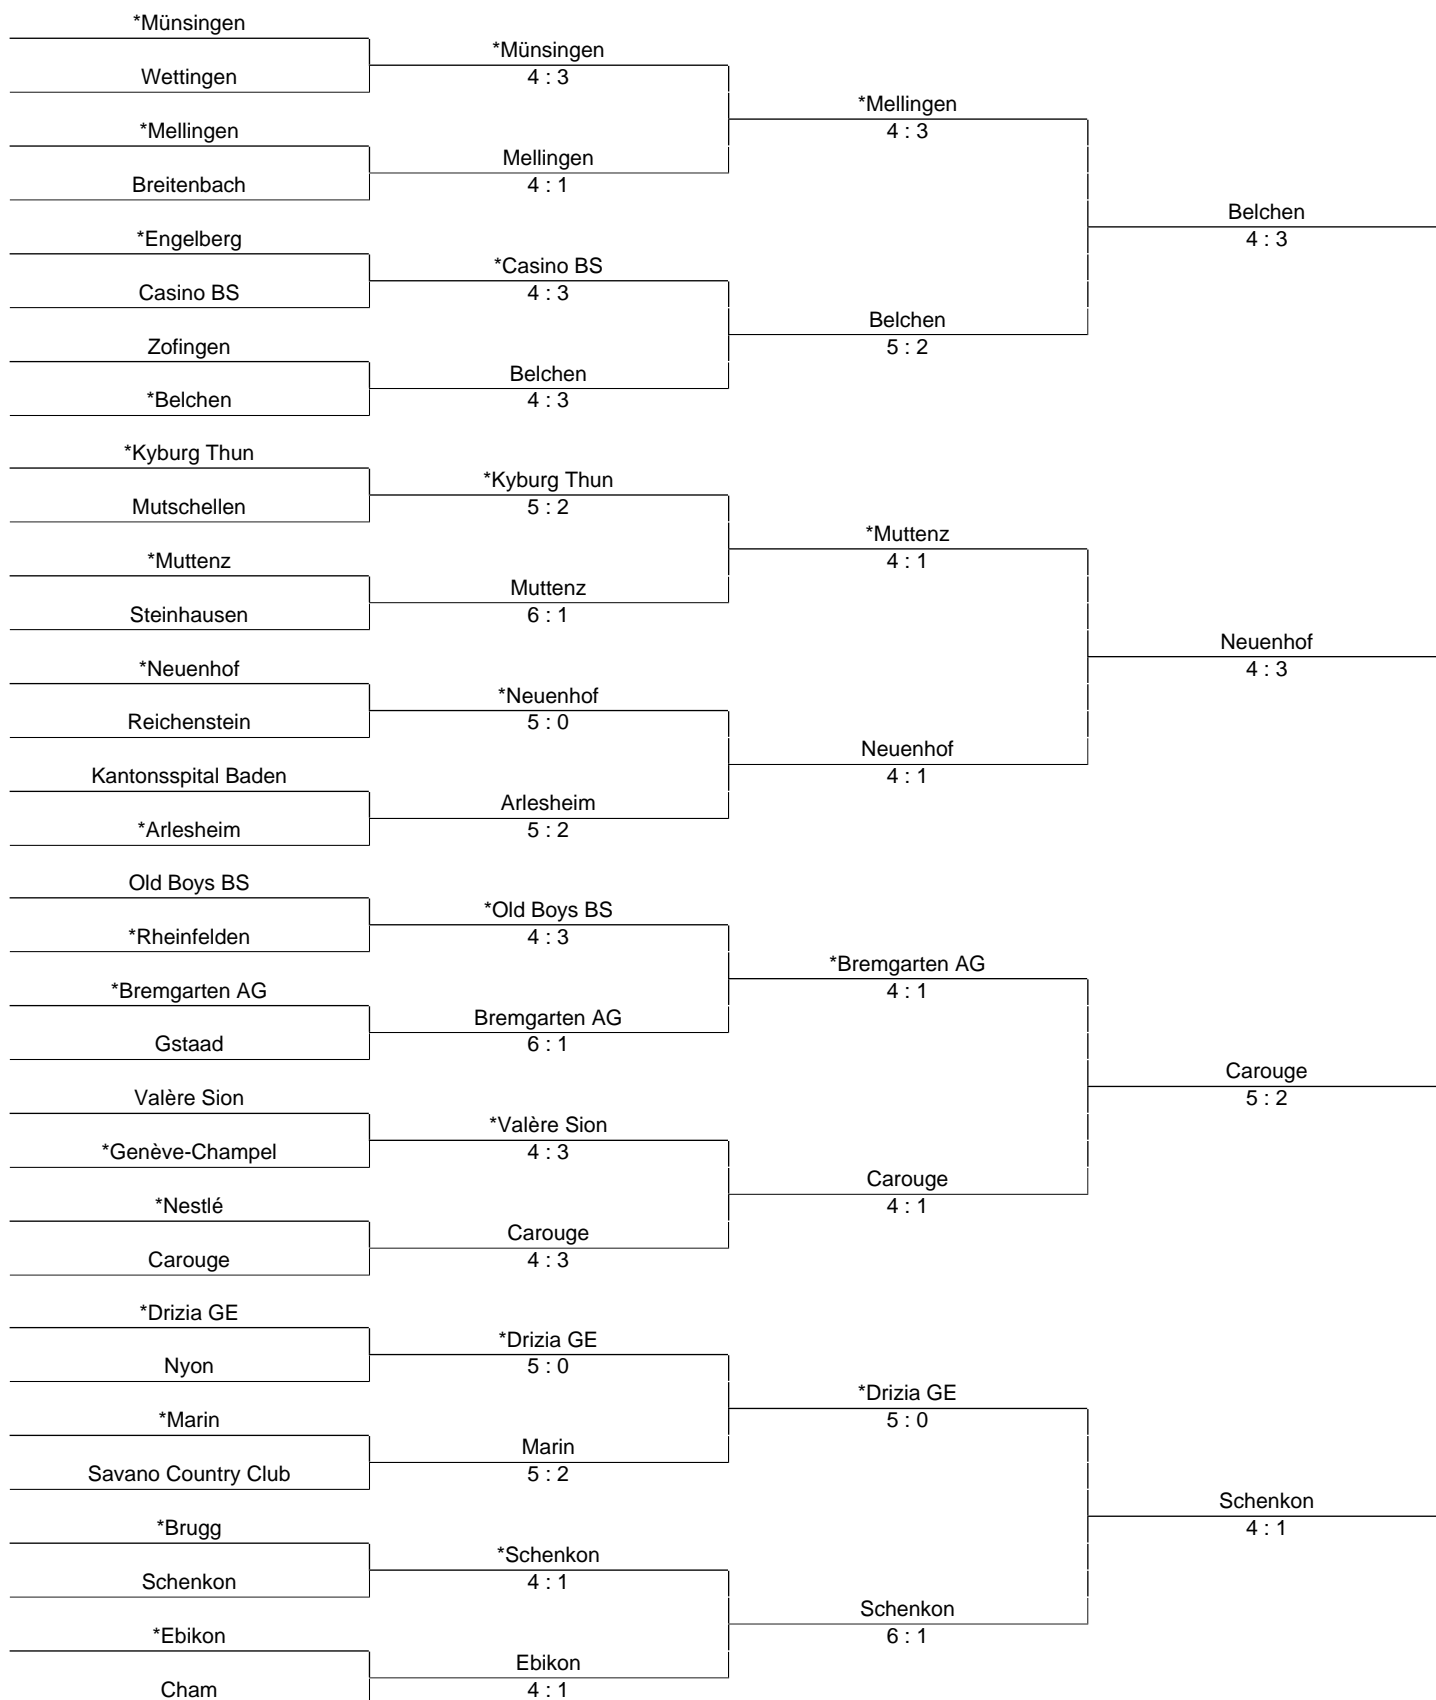 *Münsingen
Wettingen
*Mellingen
Breitenbach
*Engelberg
Casino BS
Zofingen
*Belchen
*Kyburg Thun
Mutschellen
*Muttenz
Steinhausen
*Neuenhof
Reichenstein
Kantonsspital Baden
*Arlesheim
Old Boys BS
*Rheinfelden
*Bremgarten AG
Gstaad
Valère Sion
*Genève-Champel
*Nestlé
Carouge
*Drizia GE
Nyon
*Marin
Savano Country Club
*Brugg
Schenkon
*Ebikon
Cham
*Münsingen
4 : 3
Mellingen
4 : 1
*Casino BS
4 : 3
Belchen
4 : 3
*Kyburg Thun
5 : 2
Muttenz
6 : 1
*Neuenhof
5 : 0
Arlesheim
5 : 2
*Old Boys BS
4 : 3
Bremgarten AG
6 : 1
*Valère Sion
4 : 3
Carouge
4 : 3
*Drizia GE
5 : 0
Marin
5 : 2
*Schenkon
4 : 1
Ebikon
4 : 1
*Mellingen
4 : 3
Belchen
5 : 2
*Muttenz
4 : 1
Neuenhof
4 : 1
*Bremgarten AG
4 : 1
Carouge
4 : 1
*Drizia GE
5 : 0
Schenkon
6 : 1
Belchen
4 : 3
Neuenhof
4 : 3
Carouge
5 : 2
Schenkon
4 : 1